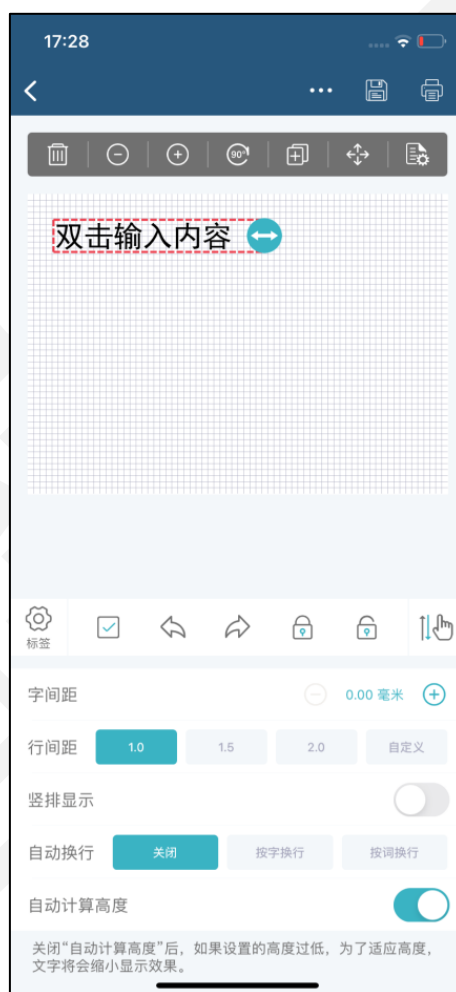 17:28
90°
双击输入内容
标签
字间距 0.00 毫米
行间距 1.0 1.5 2.0 自定义
竖排显示
自动换行 关闭 按字换行 按词换行
自动计算高度
关闭“自动计算高度”后，如果设置的高度过低，为了适应高度，
文字将会缩小显示效果。